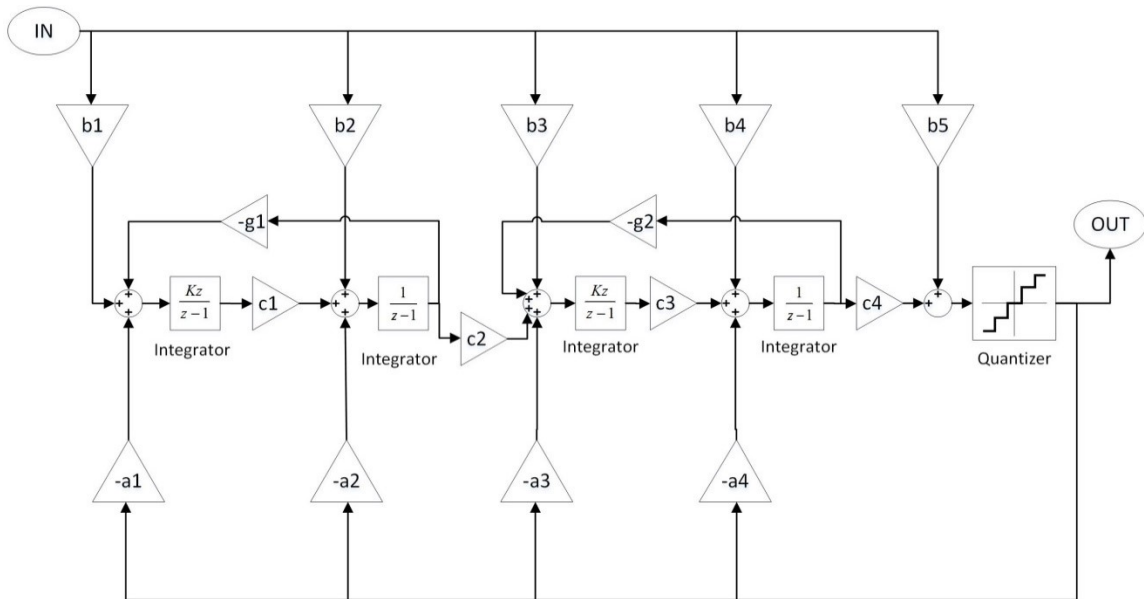 IN
b1
b2
b3
b4
b5
-g1
-g2
OUT
Kz
z − 1
c1
1
z − 1
c2
Kz
z − 1
c3
1
z − 1
c4
Integrator
Integrator
Integrator
Integrator
Quantizer
-a1
-a2
-a3
-a4